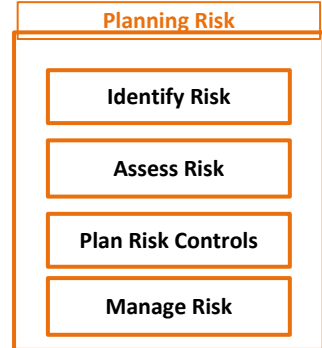 Planning Risk
Identify Risk
Assess Risk
Plan Risk Controls
Manage Risk